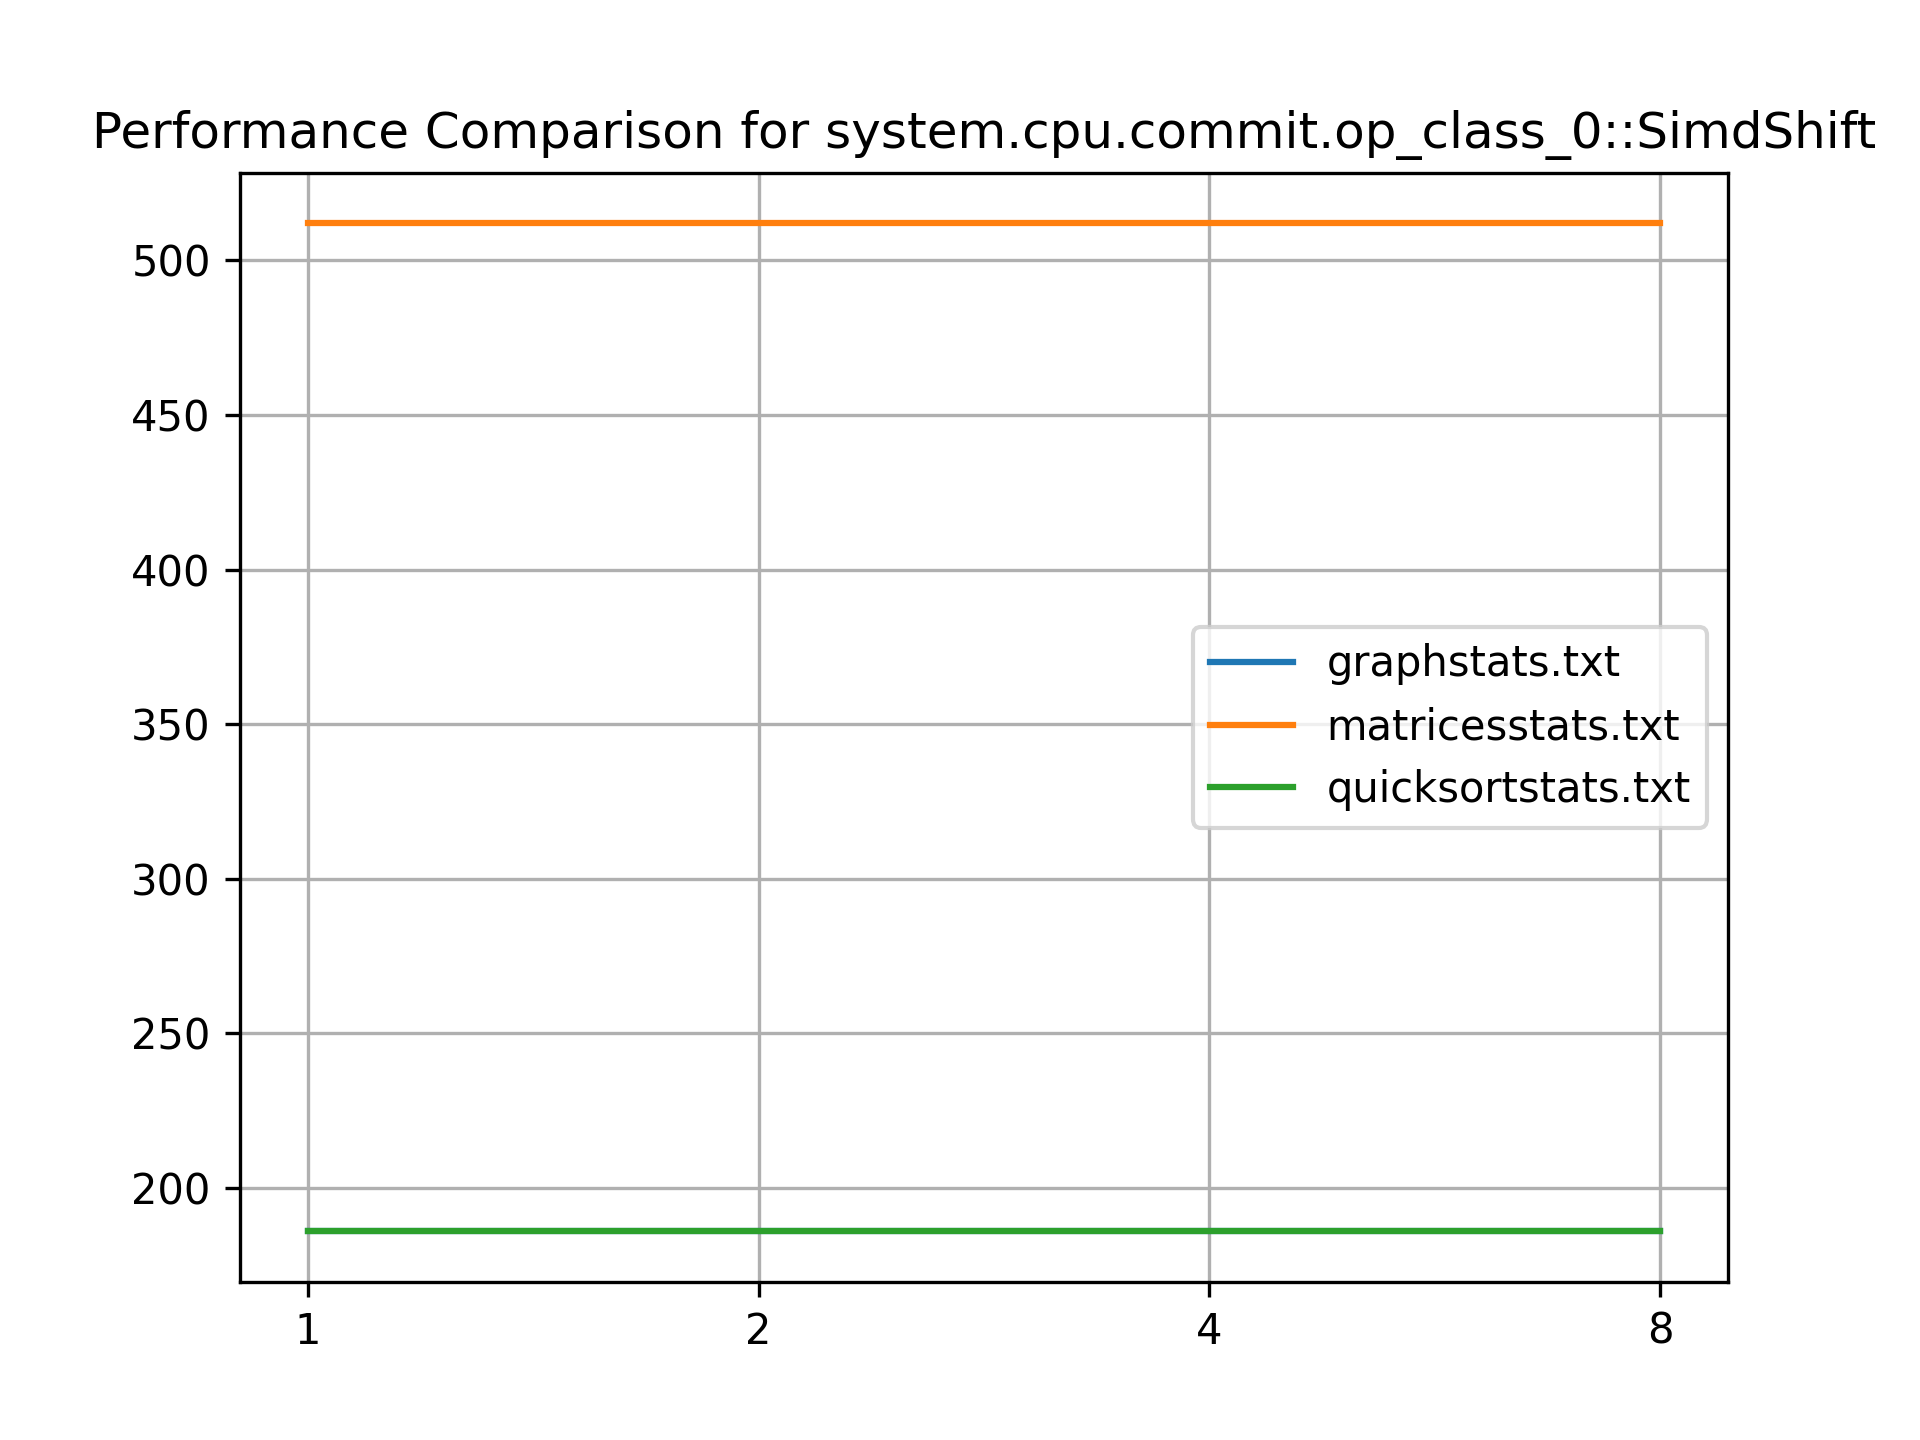 Performance Comparison for system.cpu.commit.op_class_0::SimdShift
500
450
400
350
300
250
200
graphstats.txt
matricesstats.txt
quicksortstats.txt
1 2 4 8